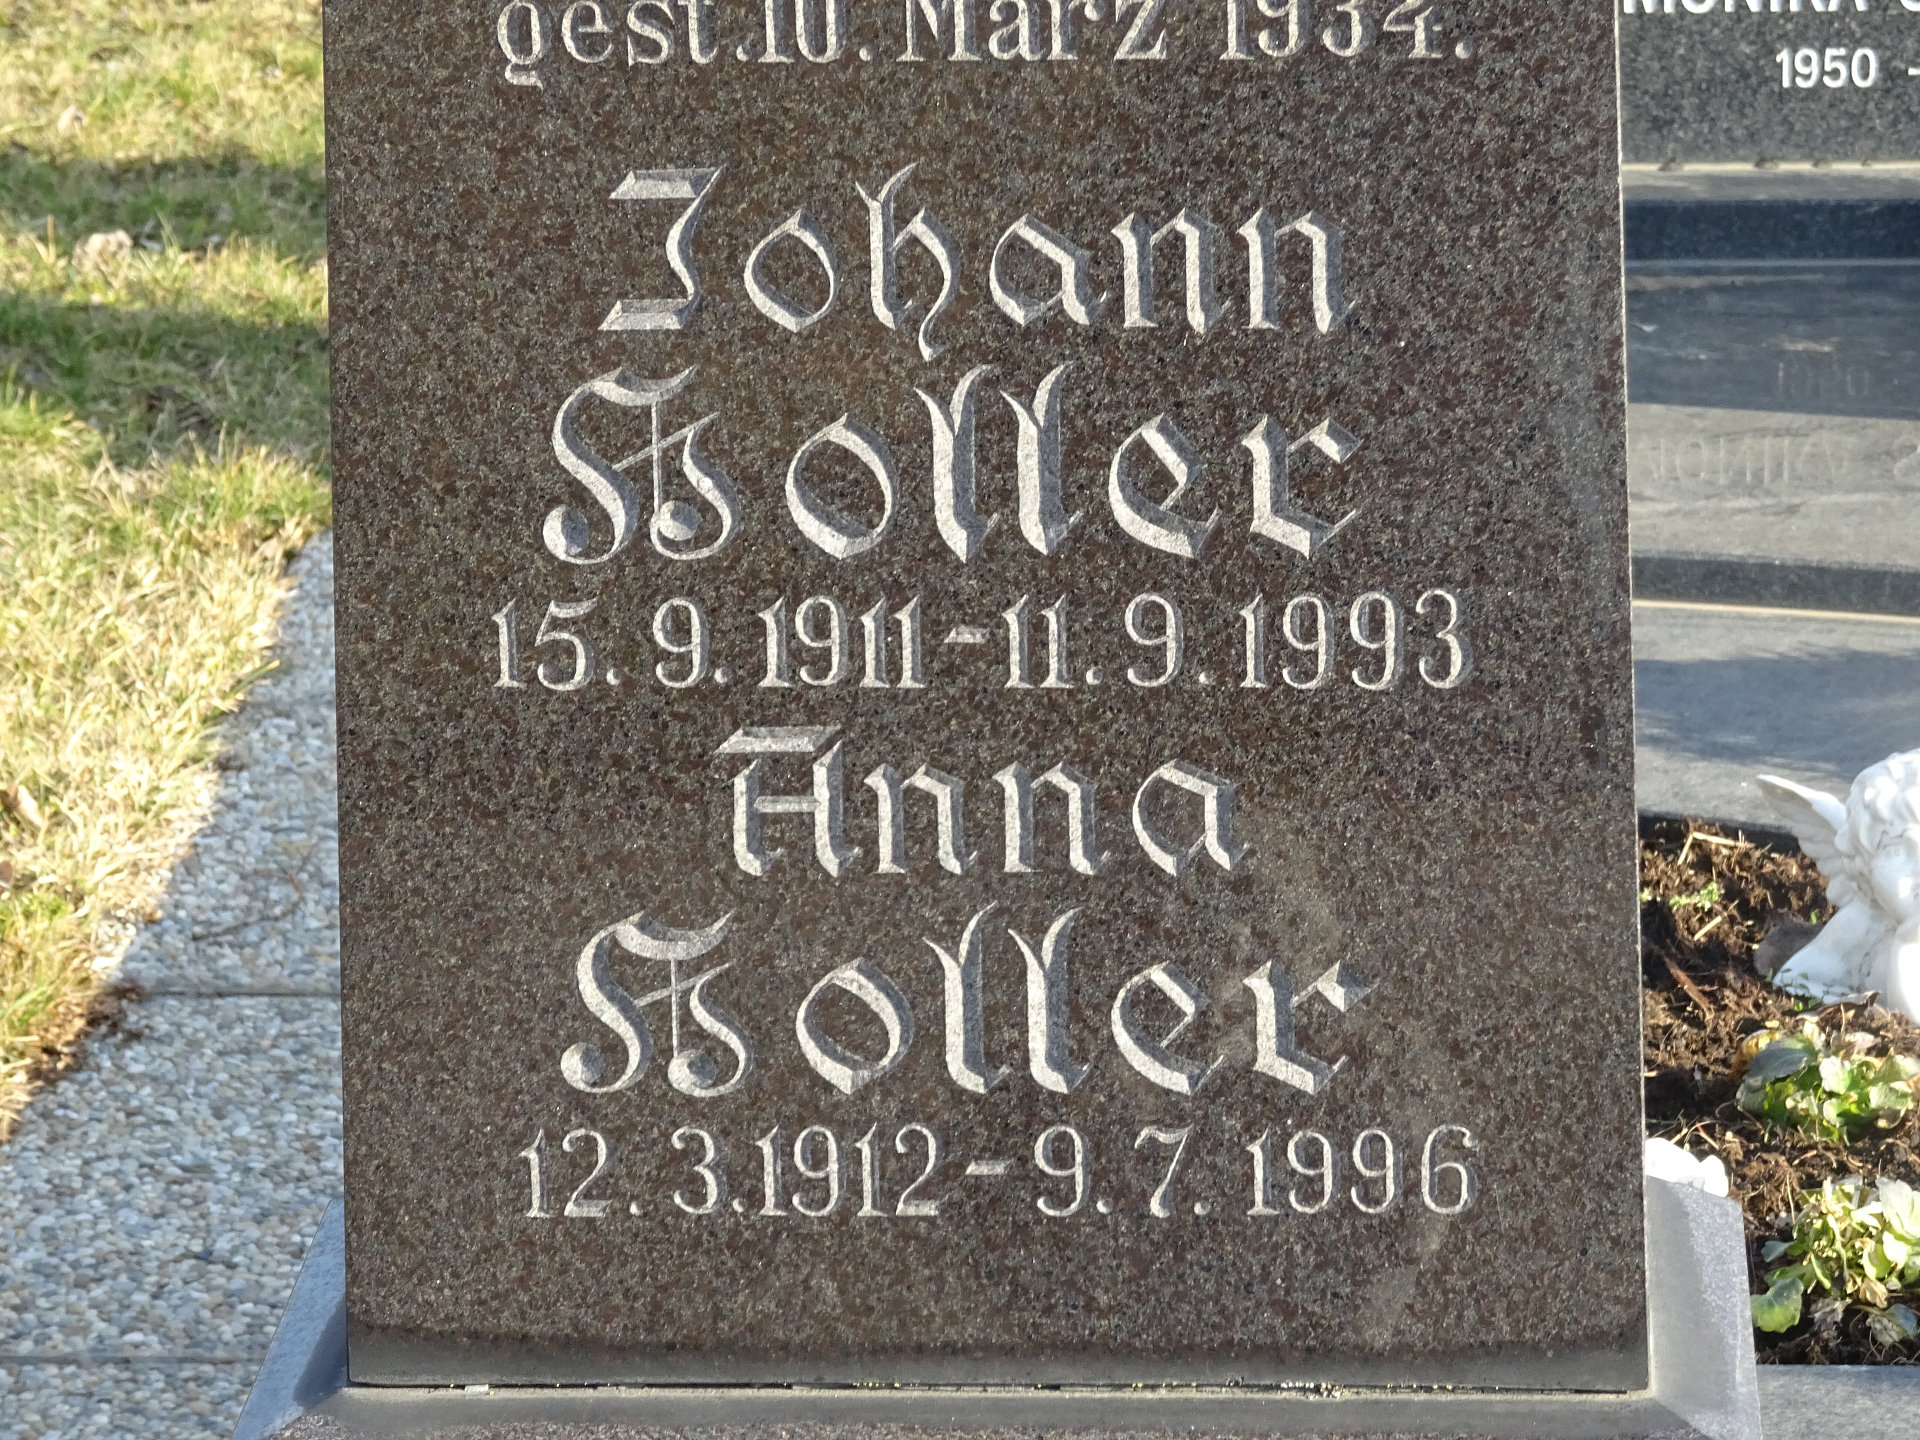 gest.10. März 1934.
Johann
Koller
15. 9. 1911-11. 9. 1993
Anna
Koller
12. 3. 1912-9. 7. 1996
MONIKA
1950 -